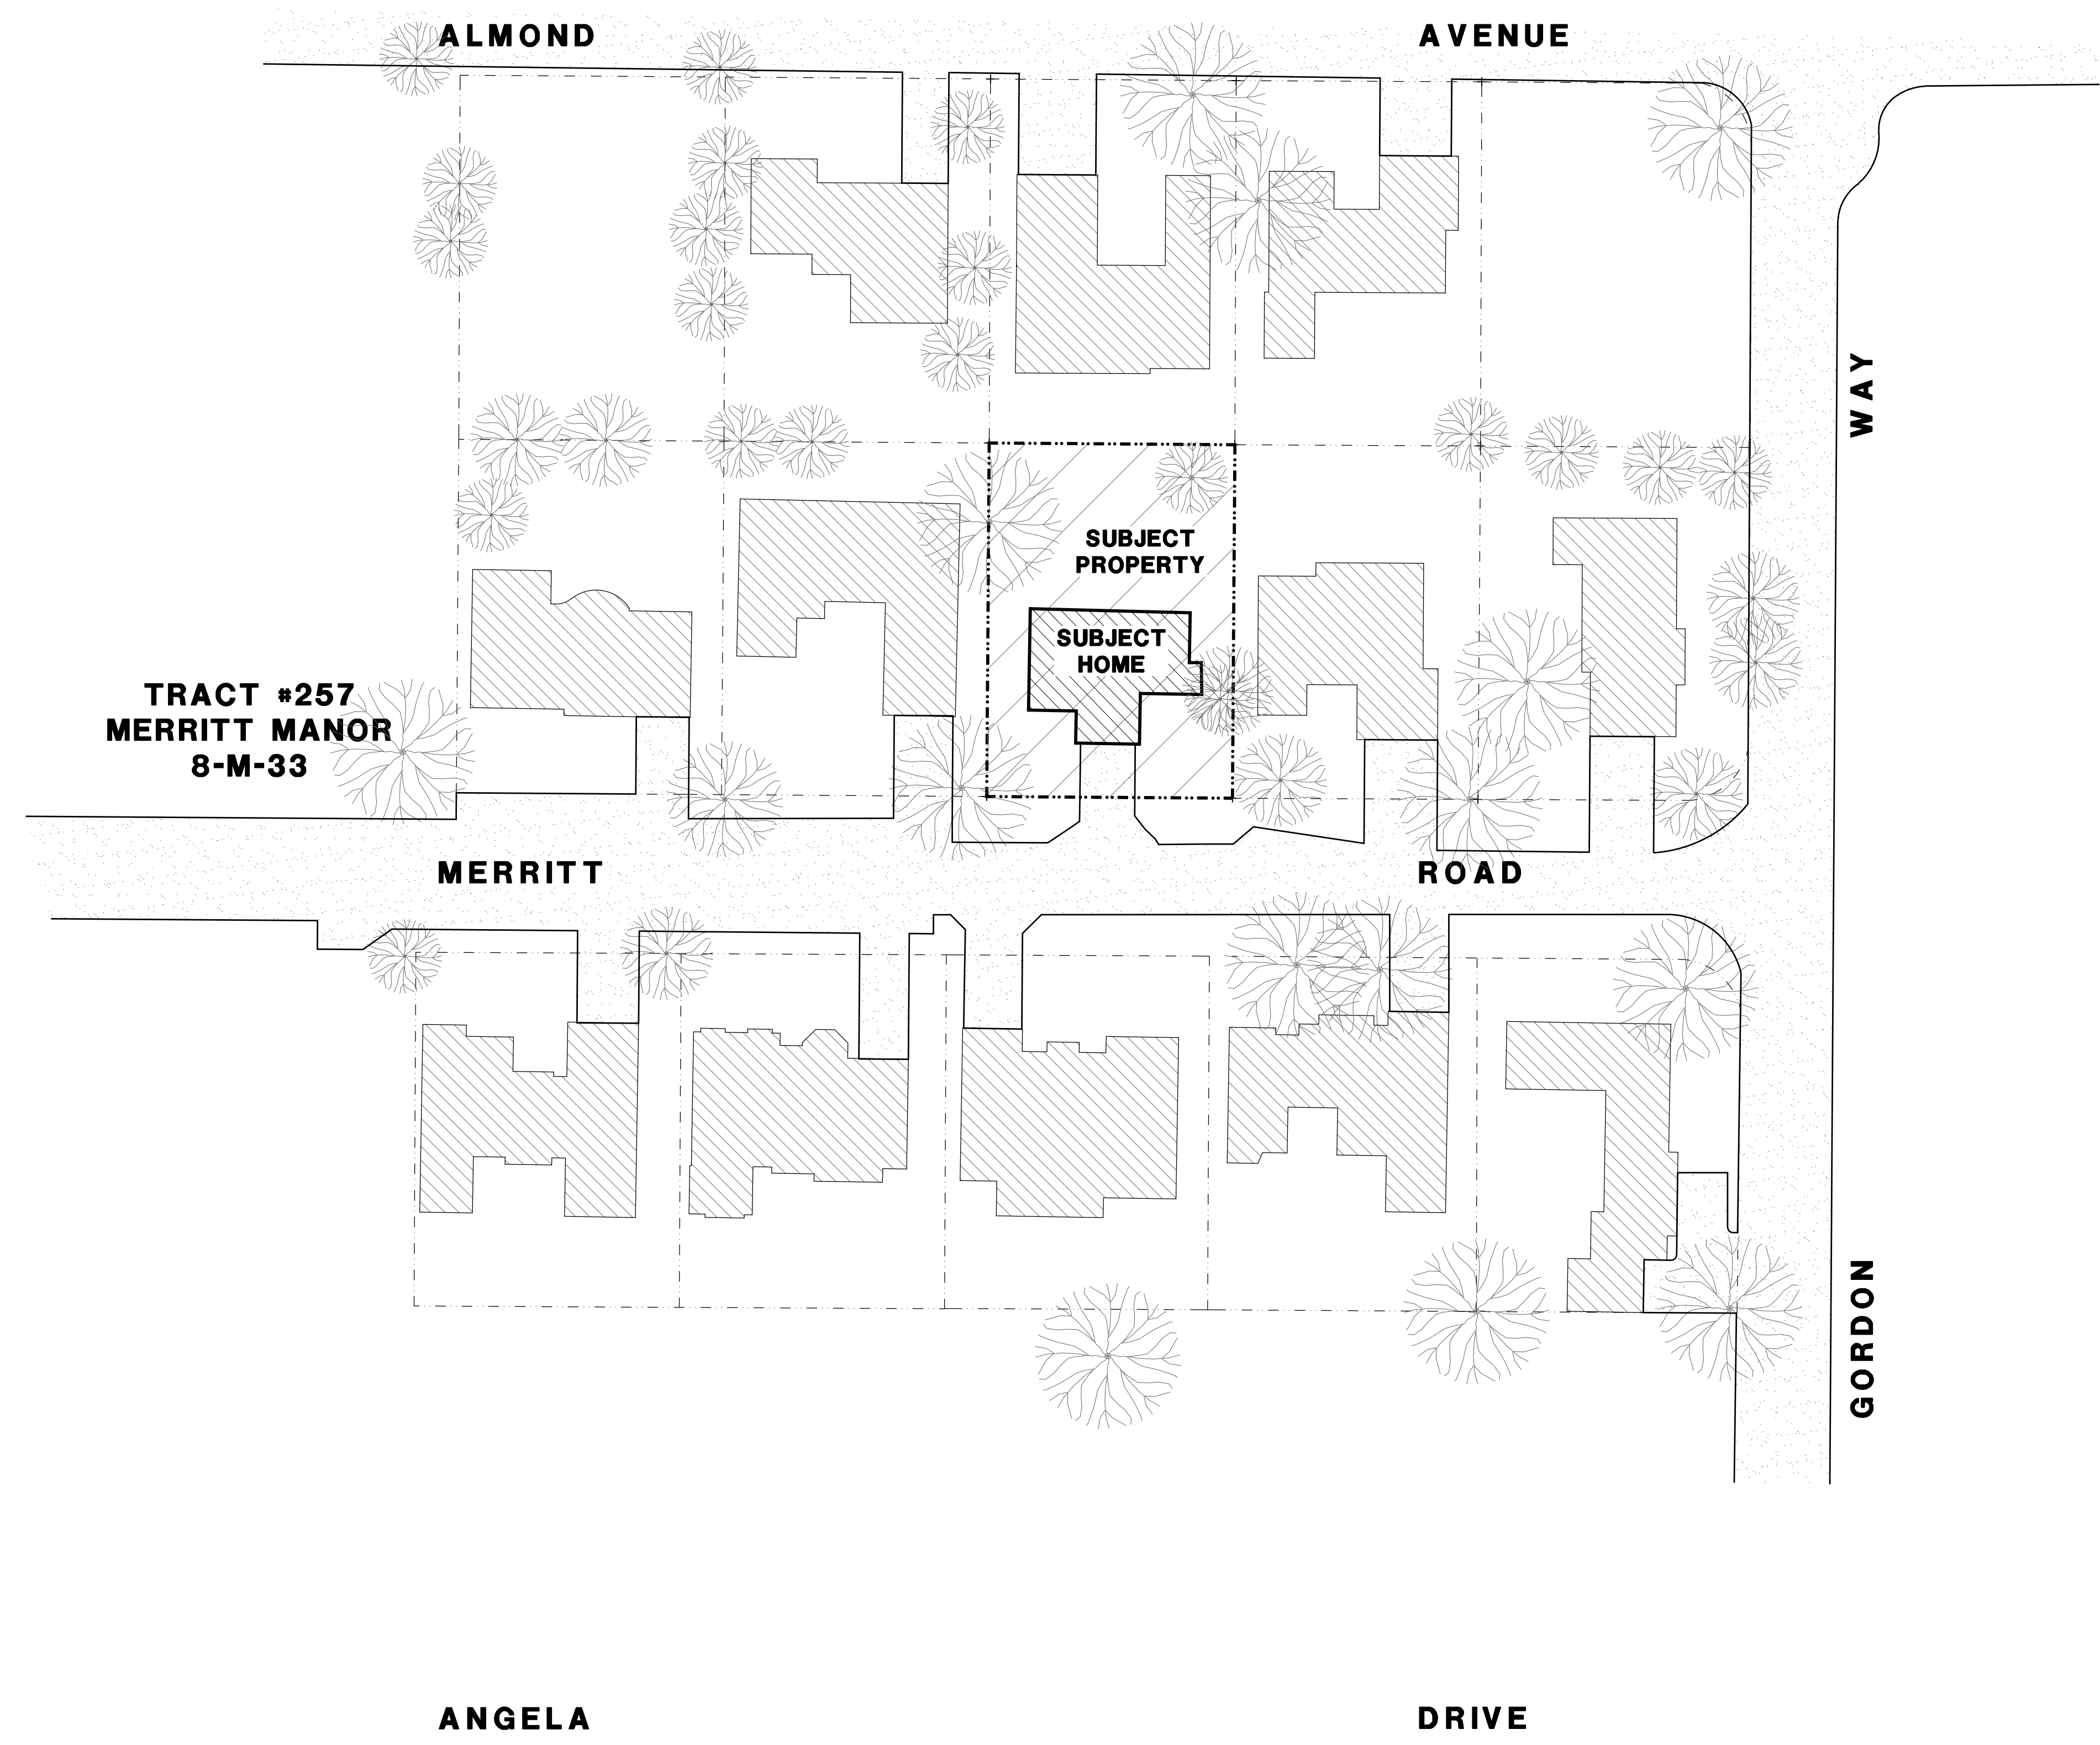 ALMOND AVENUE
WAY
SUBJECT
PROPERTY
SUBJECT
HOME
TRACT #257
MERRITT MANOR
8-M-33
MERRITT ROAD
GORDON
ANGELA DRIVE